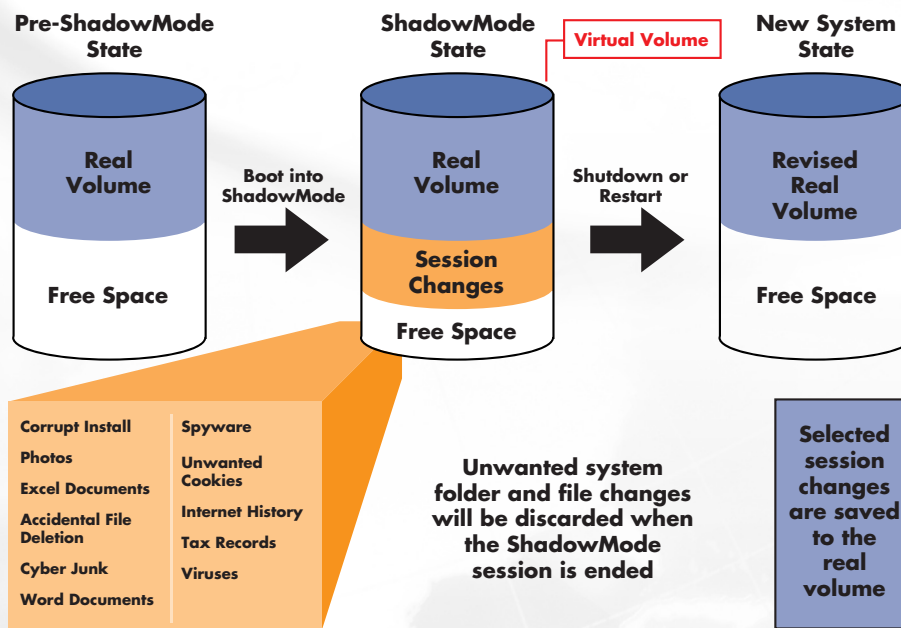 Pre-ShadowMode
State
ShadowMode
State
Virtual Volume
New System
State
Real
Volume
Free Space
Boot into
ShadowMode
Real
Volume
Session
Changes
Free Space
Shutdown or
Restart
Revised
Real
Volume
Free Space
Corrupt Install
Photos
Excel Documents
Accidental File
Deletion
Cyber Junk
Word Documents
Spyware
Unwanted
Cookies
Internet History
Tax Records
Viruses
Unwanted system
folder and file changes
will be discarded when
the ShadowMode
session is ended
Selected
session
changes
are saved
to the
real
volume